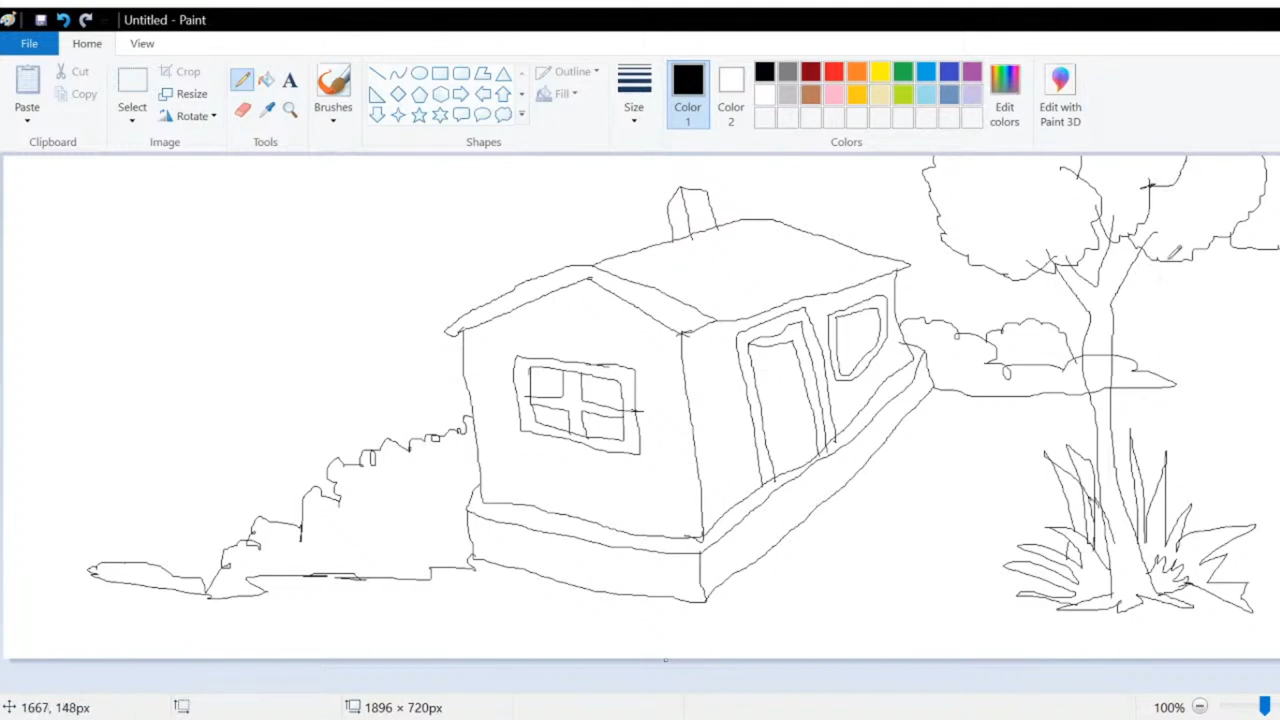 Untitled - Paint
File Home View
Paste
Cut
Copy
Clipboard
Select
Crop
Resize
Rotate
Image
A
Tools
Brushes
Outline
Fill
Shapes
Size
Color
1
Color
2
Edit
colors
Colors
Edit with
Paint 3D
1667, 148px
1896 × 720px
100%